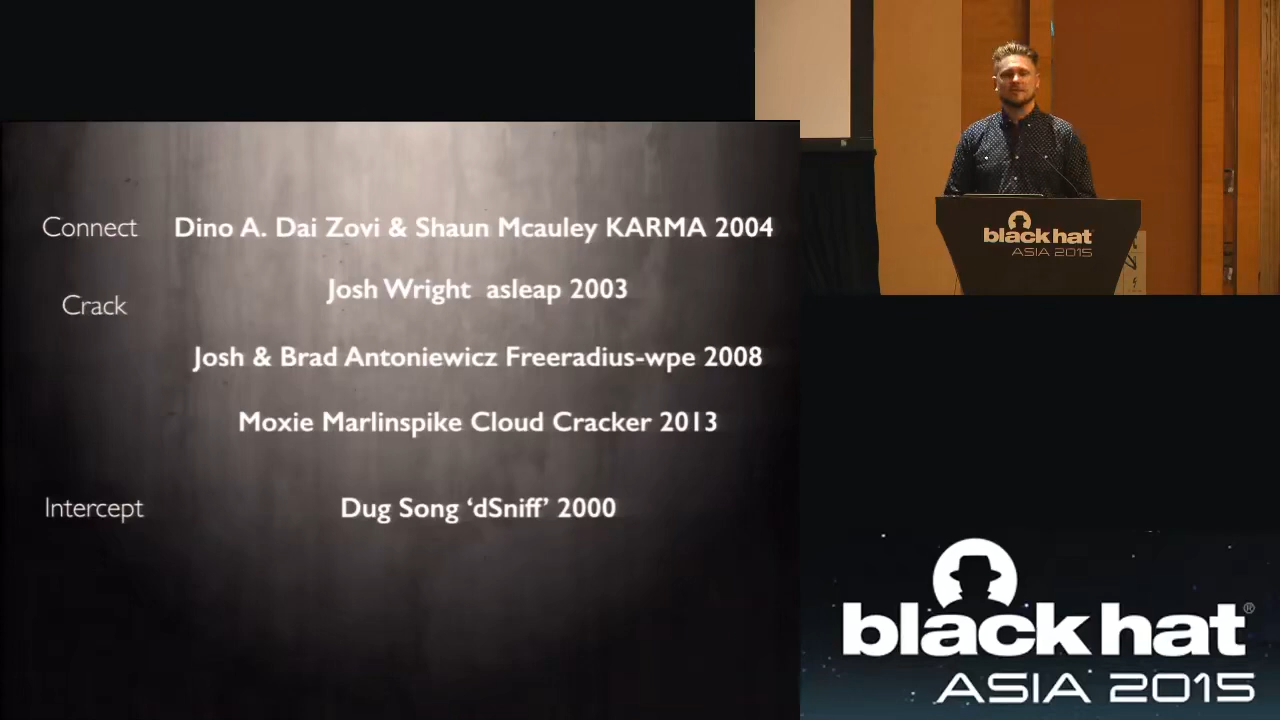 Connect Dino A. Dai Zovi & Shaun Mcauley KARMA 2004
Crack
Josh Wright asleap 2003
Josh & Brad Antoniewicz Freeradius-wpe 2008
Moxie Marlinspike Cloud Cracker 2013
Intercept Dug Song ‘dSniff’ 2000
black hat
ASIA 2015
black hat®
ASIA 2015